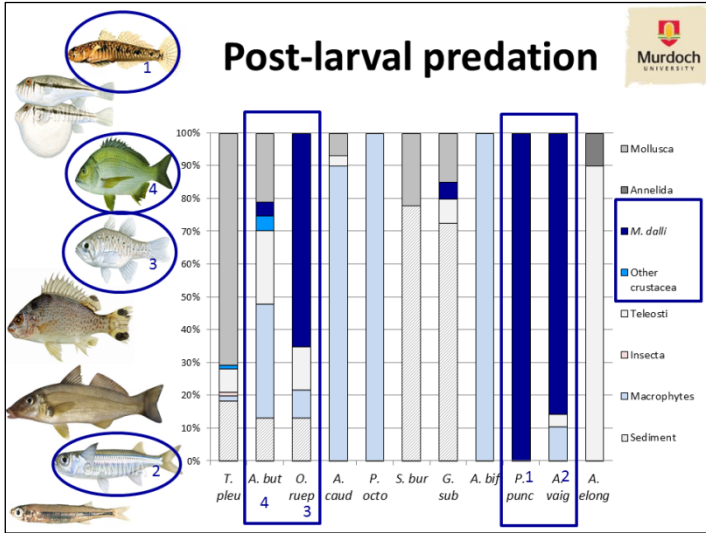 Post-larval predation
Murdoch
UNIVERSITY
1
4
3
2
100%
90%
80%
70%
60%
50%
40%
30%
20%
10%
0%
T. pleu
A. but
O. ruep
A. caud
P. octo
S. bur
G. sub
A. bif
P. punc
A. vaig
A. elong
4
3
1
2
Mollusca
Annelida
M. dalli
Other
crustacea
Teleosti
Insecta
Macrophytes
Sediment